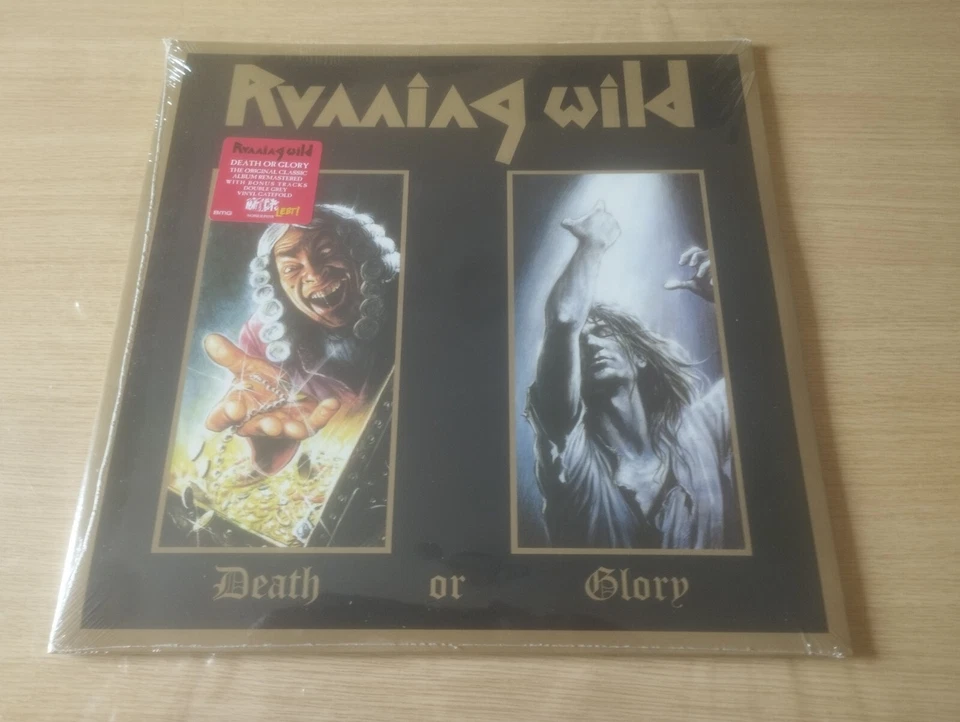 Running wild
Running wild
DEATH OR GLORY
THE ORIGINAL CLASSIC
ALBUM REMASTERED
WITH BONUS TRACKS
DOUBLE GREY
VINYL GATEFOLD
BMG
Death or Glory